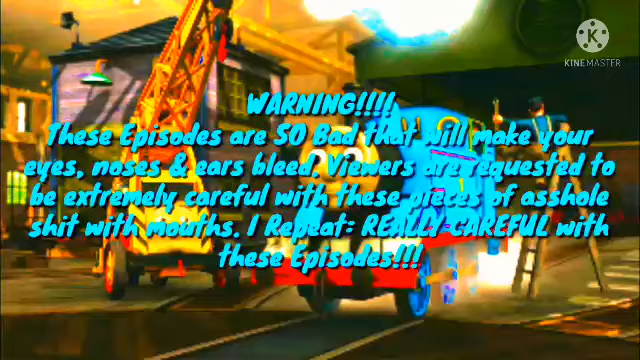 KINEMASTER
WARNING!!!!
These Episodes are SO Bad that will make your
eyes, noses & ears bleed. Viewers are requested to
be extremely careful with these pieces of asshole
shit with mouths. I Repeat: REALLY CAREFUL with
these Episodes!!!